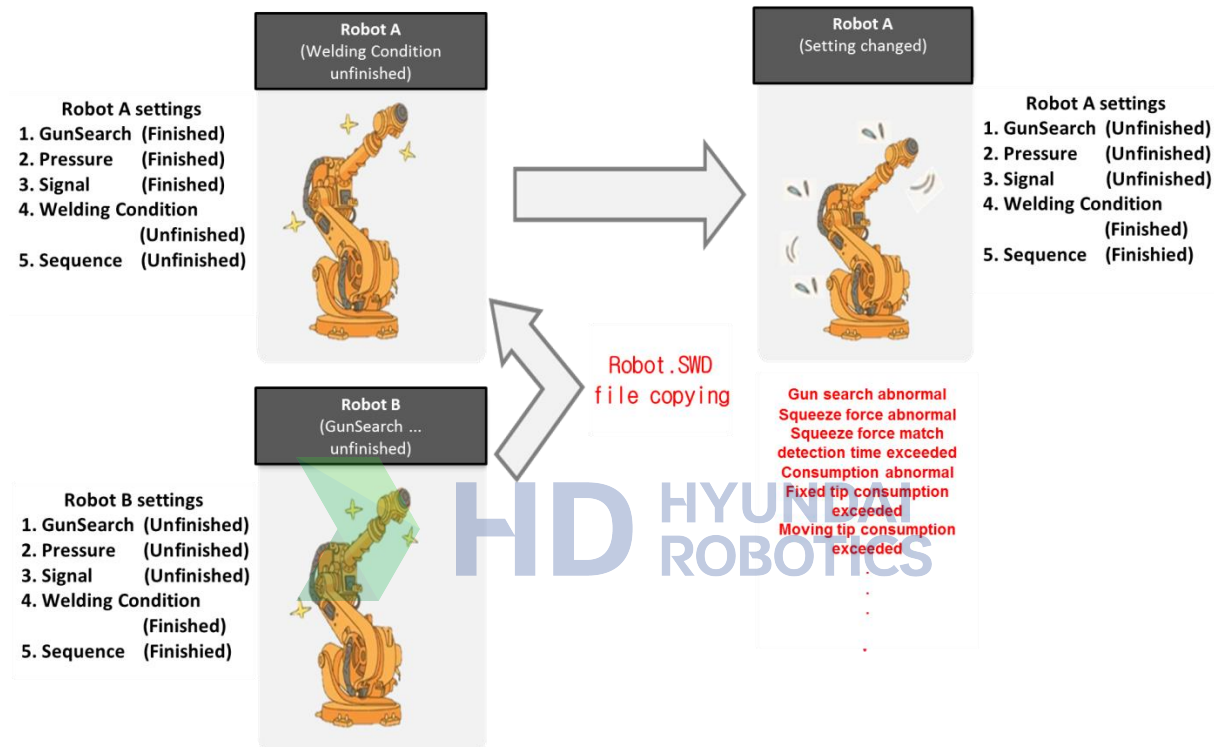 Robot A
(Welding Condition
unfinished)
Robot A settings
1. GunSearch (Finished)
2. Pressure (Finished)
3. Signal (Finished)
4. Welding Condition
(Unfinished)
5. Sequence (Unfinished)
Robot A
(Setting changed)
Robot A settings
1. GunSearch (Unfinished)
2. Pressure (Unfinished)
3. Signal (Unfinished)
4. Welding Condition
(Finished)
5. Sequence (Finishied)
Robot.SWD
file copying
Robot B
(GunSearch ...
unfinished)
Robot B settings
1. GunSearch (Unfinished)
2. Pressure (Unfinished)
3. Signal (Unfinished)
4. Welding Condition
(Finished)
5. Sequence (Finishied)
Gun search abnormal
Squeeze force abnormal
Squeeze force match
detection time exceeded
Consumption abnormal
Fixed tip consumption
exceeded
Moving tip consumption
exceeded
.
.
.
.
HD HYUNDAI
ROBOTICS